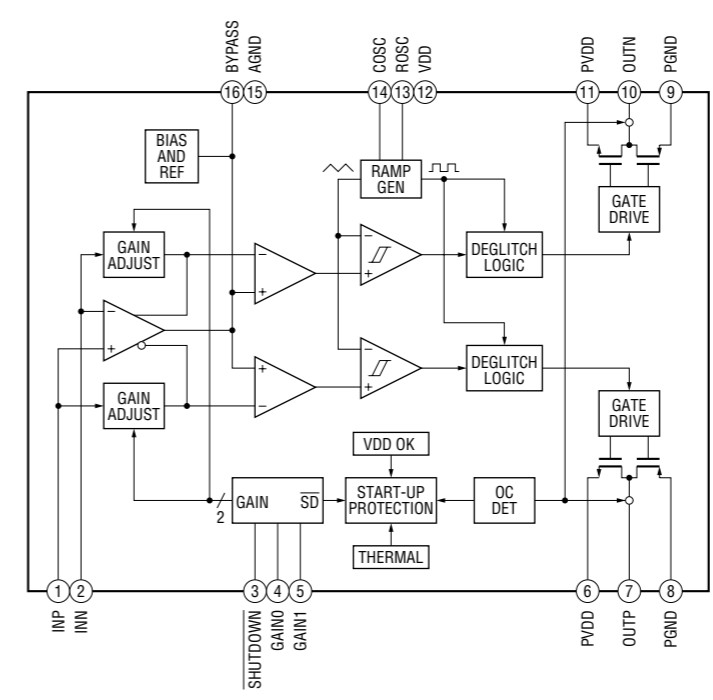 BYPASS
AGND
COSC
ROSC
VDD
PVDD
OUTN
PGND
16
15
14
13
12
11
10
9
BIAS
AND
REF
RAMP
GEN
GATE
DRIVE
GAIN
ADJUST
−
+
−
+
DEGLITCH
LOGIC
−
+
+
−
−
+
DEGLITCH
LOGIC
GAIN
ADJUST
GATE
DRIVE
VDD OK
2
GAIN
SD
START-UP
PROTECTION
OC
DET
THERMAL
1
2
3
4
5
6
7
8
INP
INN
SHUTDOWN
GAIN0
GAIN1
PVDD
OUTP
PGND